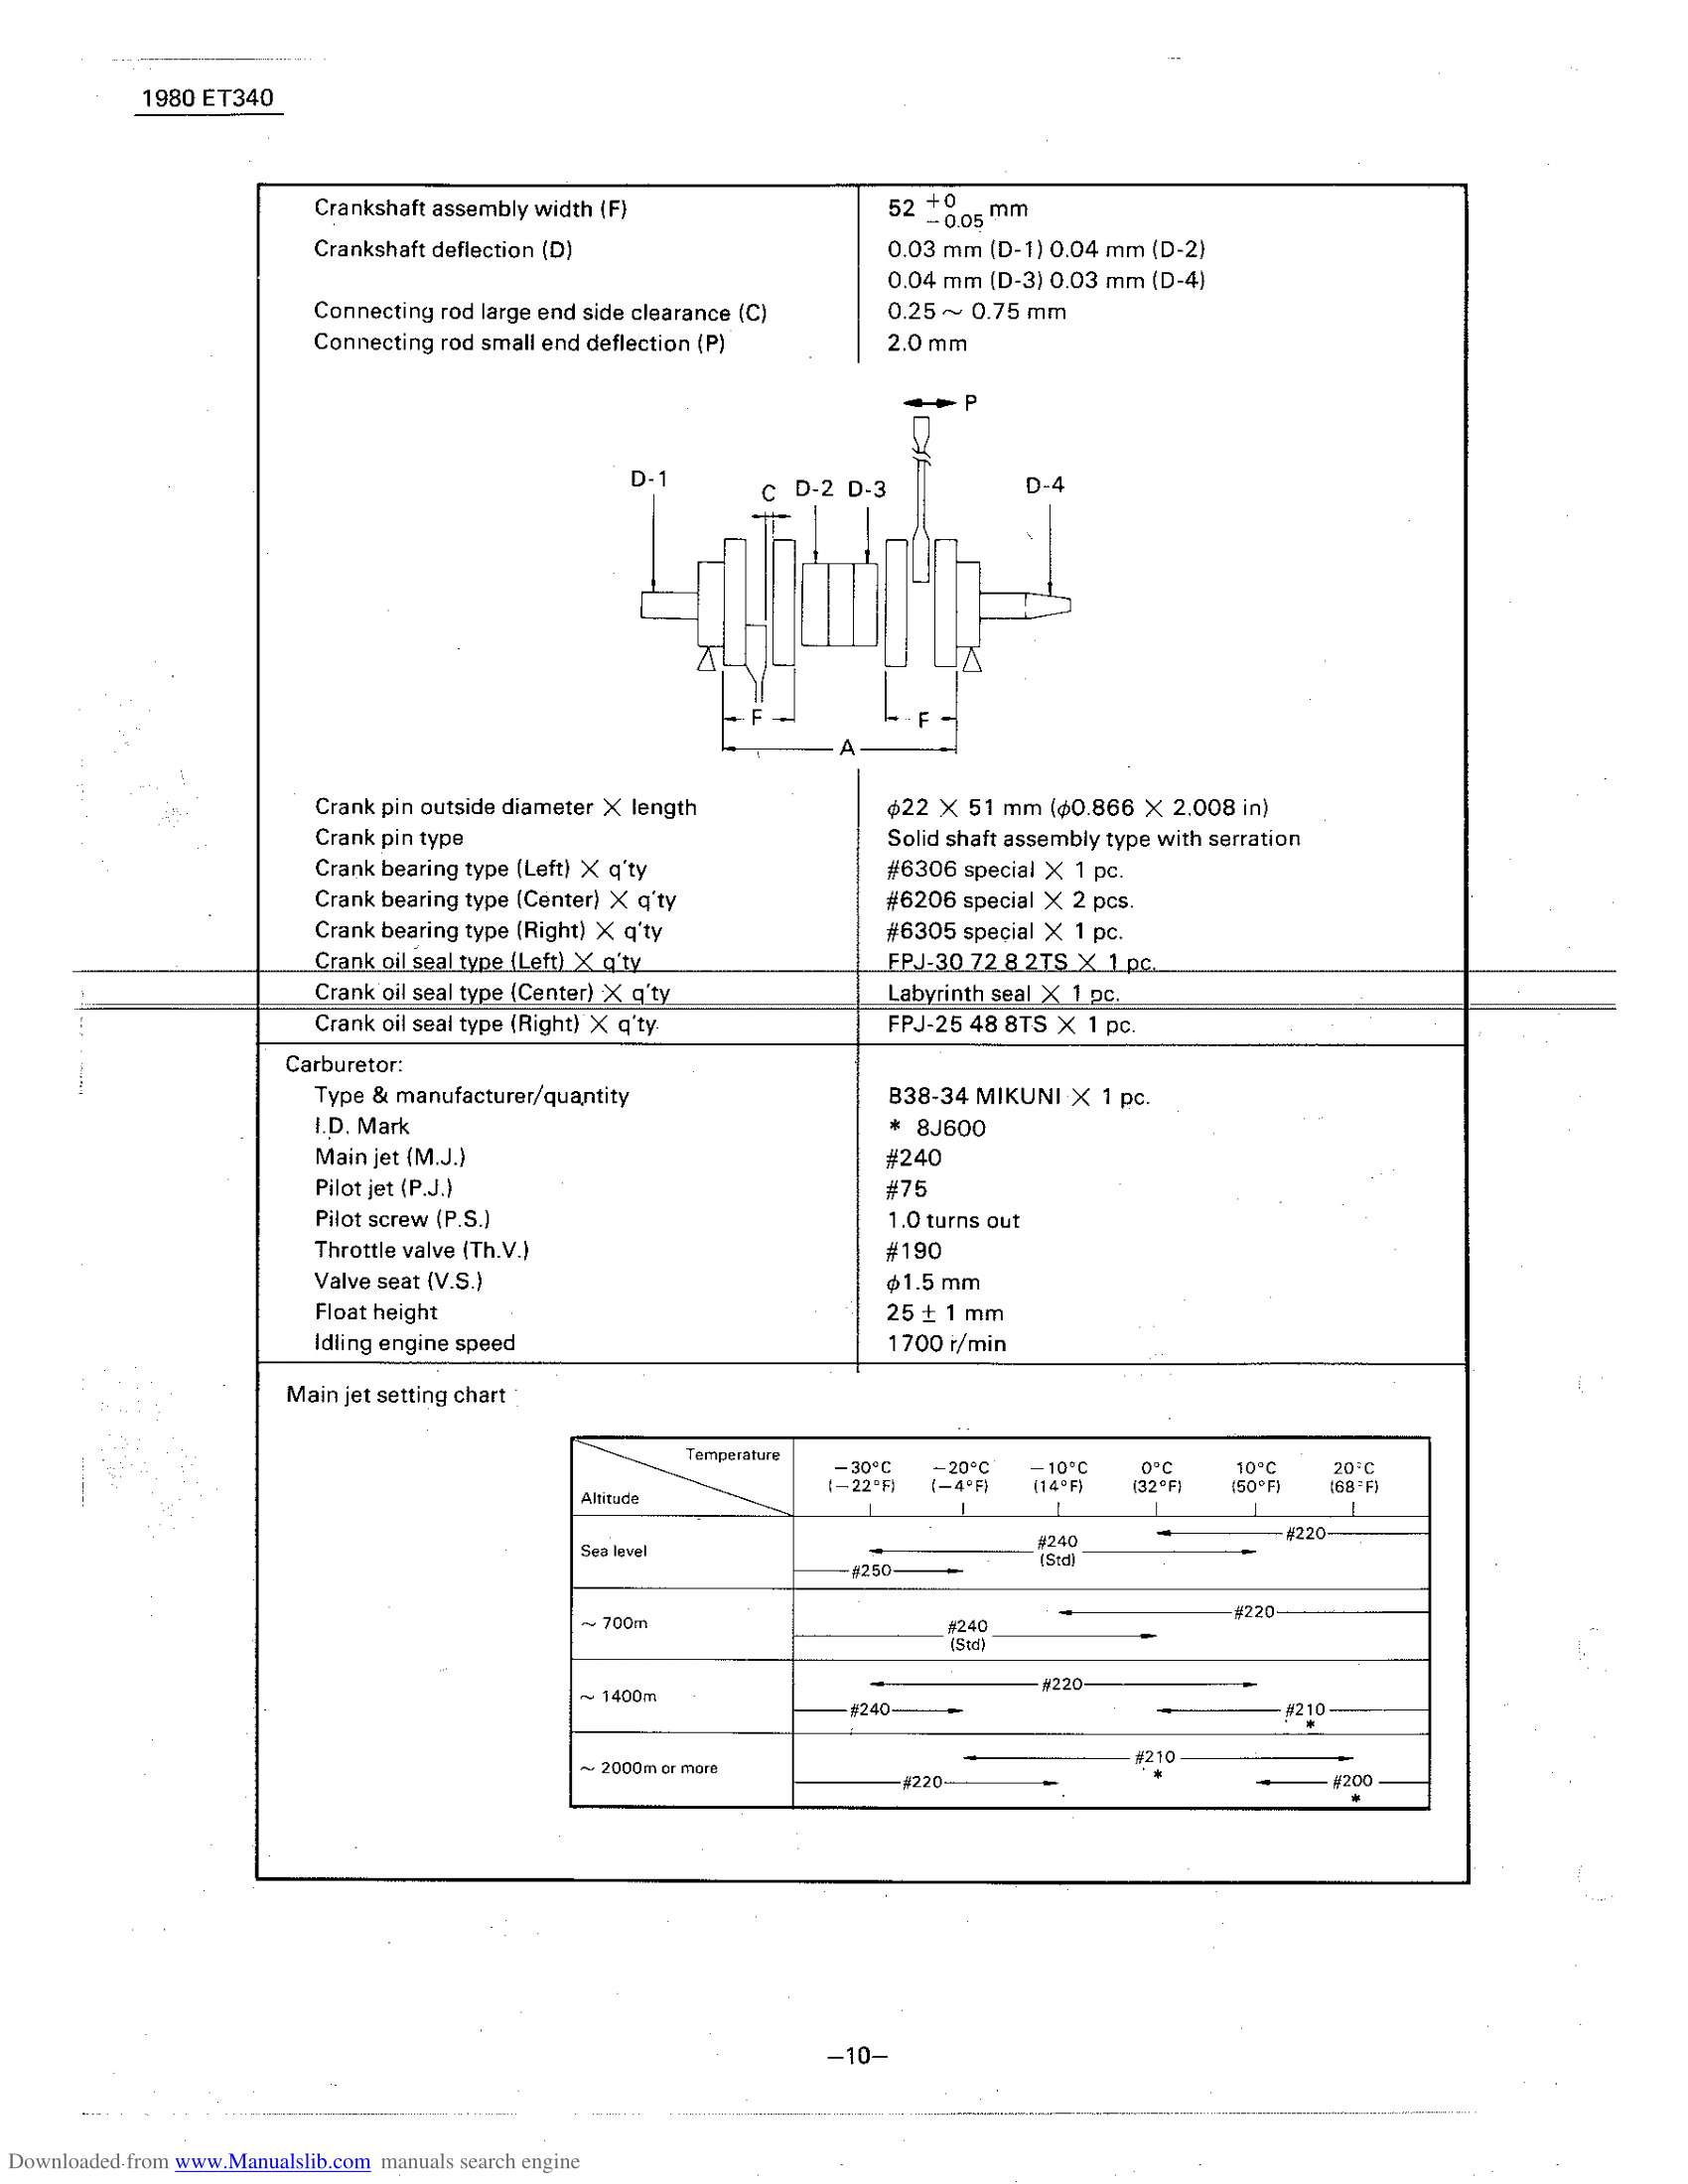 1980 ET340
Crankshaft assembly width (F) 52 +0 −0.05 mm
Crankshaft deflection (D) 0.03 mm (D-1) 0.04 mm (D-2)
0.04 mm (D-3) 0.03 mm (D-4)
Connecting rod large end side clearance (C) 0.25 ~ 0.75 mm
Connecting rod small end deflection (P) 2.0 mm
P
D-1 C D-2 D-3 D-4
F F
A
Crank pin outside diameter X length ϕ22 X 51 mm (ϕ0.866 X 2.008 in)
Crank pin type Solid shaft assembly type with serration
Crank bearing type (Left) X q'ty #6306 special X 1 pc.
Crank bearing type (Center) X q'ty #6206 special X 2 pcs.
Crank bearing type (Right) X q'ty #6305 special X 1 pc.
Crank oil seal type (Left) X q'ty FPJ-30 72 8 2TS X 1 pc.
Crank oil seal type (Center) X q'ty Labyrinth seal X 1 pc.
Crank oil seal type (Right) X q'ty FPJ-25 48 8TS X 1 pc.
Carburetor:
Type & manufacturer/quantity B38-34 MIKUNI X 1 pc.
I.D. Mark * 8J600
Main jet (M.J.) #240
Pilot jet (P.J.) #75
Pilot screw (P.S.) 1.0 turns out
Throttle valve (Th.V.) #190
Valve seat (V.S.) ϕ1.5 mm
Float height 25 ± 1 mm
Idling engine speed 1700 r/min
Main jet setting chart
Temperature
−30°C −20°C −10°C 0°C 10°C 20°C
(−22°F) (−4°F) (14°F) (32°F) (50°F) (68°F)
Altitude
#220
#240
Sea level
(Std)
#250
#220
~ 700m #240
(Std)
#220
~ 1400m
#240 #210
*
#210
~ 2000m or more *
#220 #200
*
—10—
Downloaded from www.Manualslib.com manuals search engine